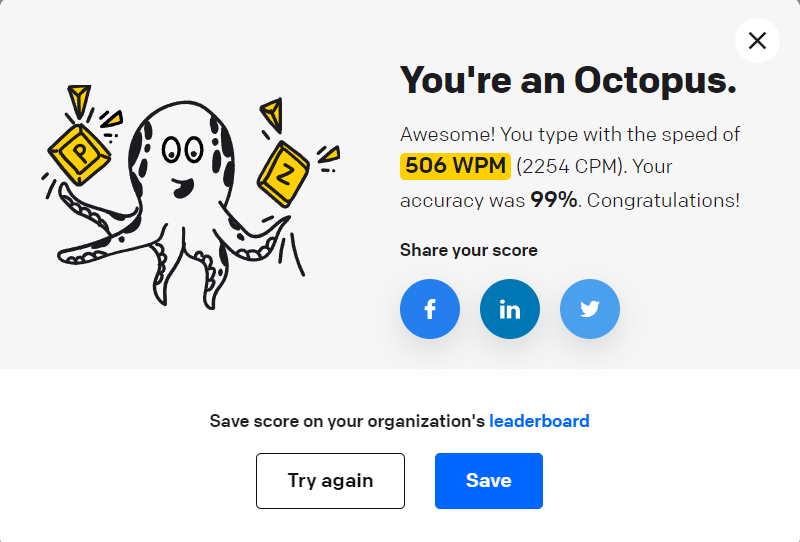 You're an Octopus.
Awesome! You type with the speed of
506 WPM (2254 CPM). Your
accuracy was 99%. Congratulations!
P
Z
Share your score
f
in
Save score on your organization's leaderboard
Try again
Save